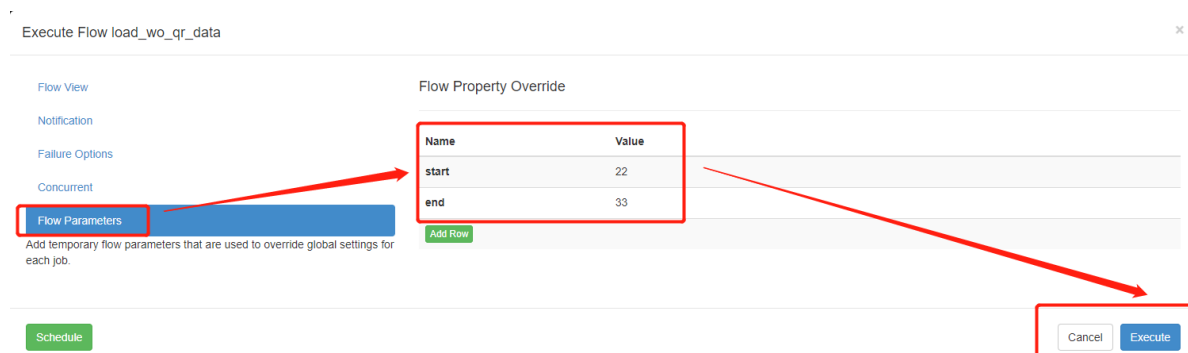 Execute Flow load_wo_qr_data
×
Flow View
Notification
Failure Options
Concurrent
Flow Parameters
Add temporary flow parameters that are used to override global settings for
each job.
Flow Property Override
Name Value
start 22
end 33
Add Row
Schedule
Cancel Execute